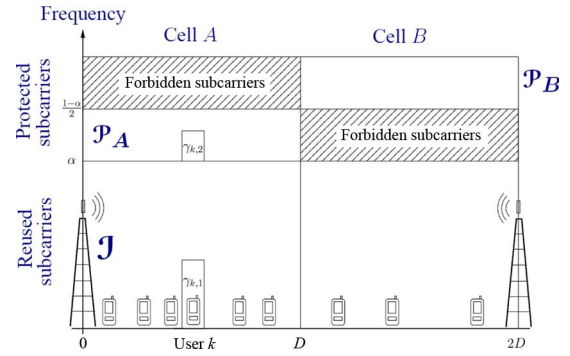 Frequency
Cell A
Cell B
Protected
subcarriers
Forbidden subcarriers
𝒫_B
(1-α)/2
𝒫_A
Forbidden subcarriers
γ_{k,2}
α
Reused
subcarriers
ℐ
γ_{k,1}
0
User k
D
2D